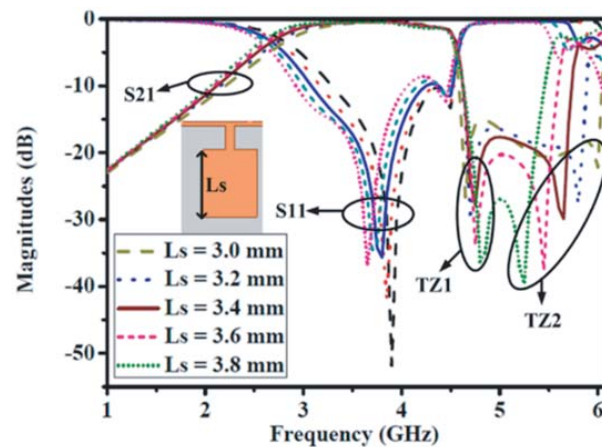 0
-10
-20
-30
-40
-50
Magnitudes (dB)
S21
Ls
S11
TZ1
TZ2
Ls = 3.0 mm
Ls = 3.2 mm
Ls = 3.4 mm
Ls = 3.6 mm
Ls = 3.8 mm
1 2 3 4 5 6
Frequency (GHz)